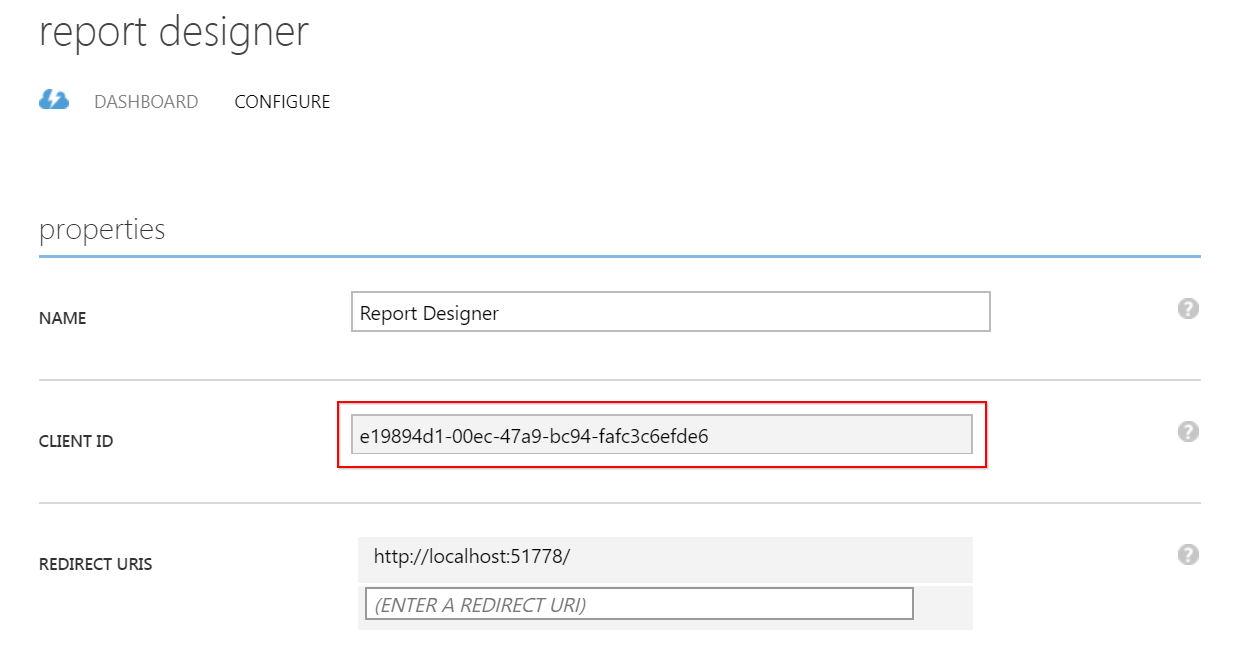 report designer
DASHBOARD CONFIGURE
properties
NAME Report Designer ?
CLIENT ID e19894d1-00ec-47a9-bc94-fafc3c6efde6 ?
REDIRECT URIS http://localhost:51778/ ?
(ENTER A REDIRECT URI)